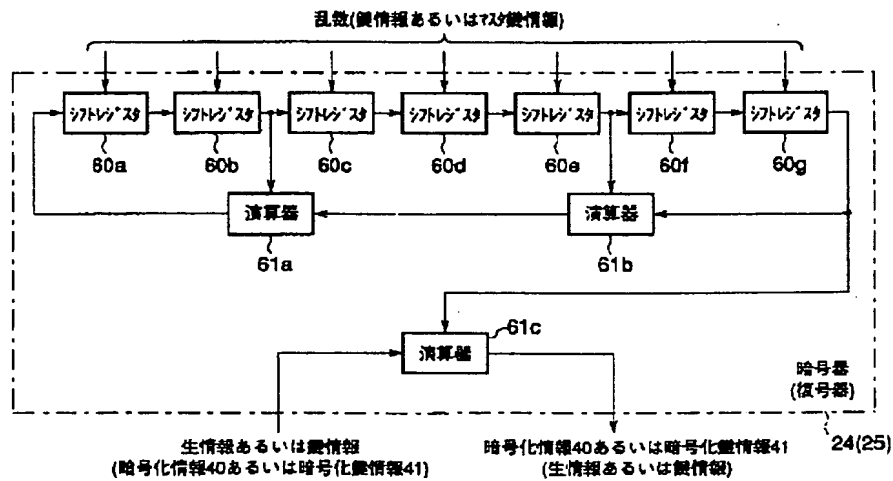 乱数(鍵情報あるいはマスタ鍵情報)
シフトレジスタ シフトレジスタ シフトレジスタ シフトレジスタ シフトレジスタ シフトレジスタ シフトレジスタ
60a 60b 60c 60d 60e 60f 60g
演算器 演算器
61a 61b
61c
演算器
暗号器
(復号器)
24(25)
生情報あるいは鍵情報
(暗号化情報40あるいは暗号化鍵情報41)
暗号化情報40あるいは暗号化鍵情報41
(生情報あるいは鍵情報)